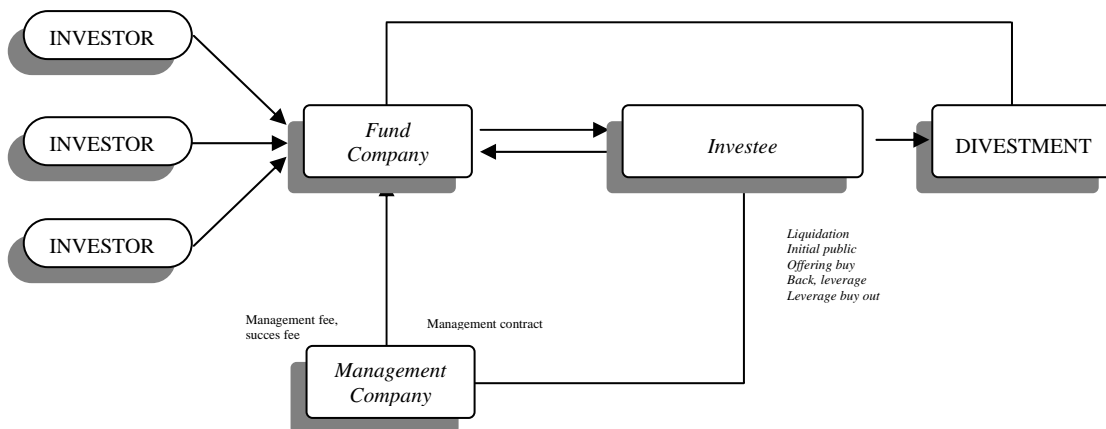 INVESTOR
INVESTOR
INVESTOR
Fund
Company
Investee
DIVESTMENT
Liquidation
Initial public
Offering buy
Back, leverage
Leverage buy out
Management fee,
succes fee
Management contract
Management
Company